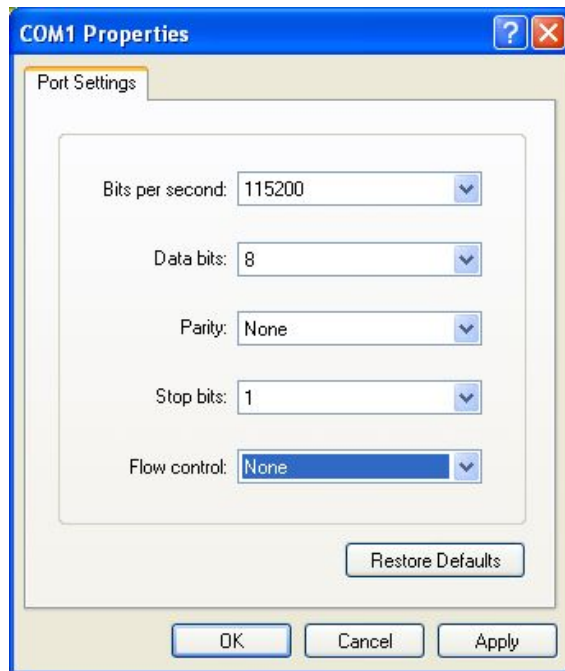 COM1 Properties
Port Settings
Bits per second: 115200
Data bits: 8
Parity: None
Stop bits: 1
Flow control: None
Restore Defaults
OK Cancel Apply